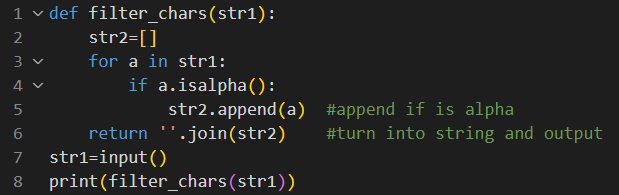 1 def filter_chars(str1):
2     str2=[]
3     for a in str1:
4         if a.isalpha():
5             str2.append(a)  #append if is alpha
6     return ''.join(str2)    #turn into string and output
7 str1=input()
8 print(filter_chars(str1))